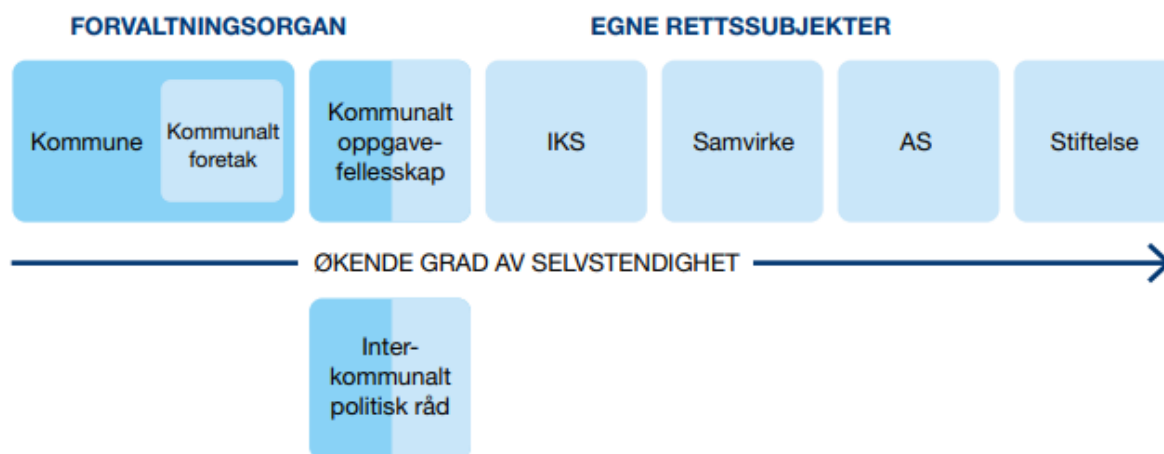 FORVALTNINGSORGAN
EGNE RETTSSUBJEKTER
Kommune
Kommunalt
foretak
Kommunalt
oppgave-
fellesskap
IKS
Samvirke
AS
Stiftelse
ØKENDE GRAD AV SELVSTENDIGHET
Inter-
kommunalt
politisk råd